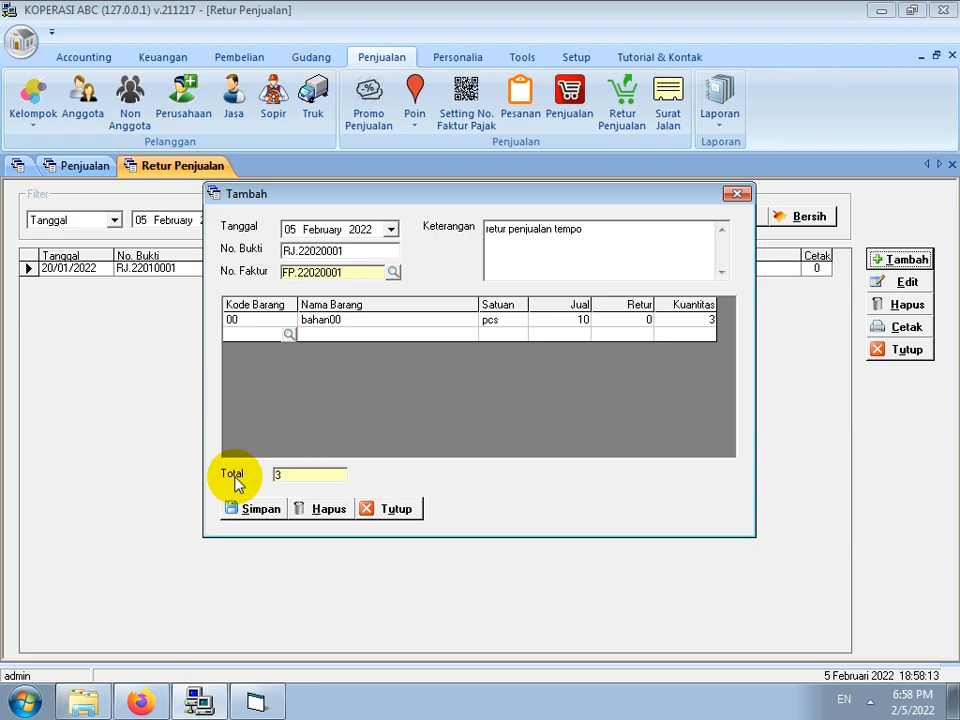 KOPERASI ABC (127.0.0.1) v.211217 - [Retur Penjualan]
Accounting Keuangan Pembelian Gudang Penjualan Personalia Tools Setup Tutorial & Kontak
Kelompok Anggota Non Anggota Perusahaan Jasa Sopir Truk Promo Penjualan Poin Setting No. Faktur Pajak Pesanan Penjualan Retur Penjualan Surat Jalan Laporan
Pelanggan Penjualan Laporan
Penjualan Retur Penjualan
Filter
Tanggal 05 February 202 Bersih
Tanggal No. Bukti Cetak
20/01/2022 RJ.22010001 0
Tambah
Edit
Hapus
Cetak
Tutup
Tambah
Tanggal 05 February 2022 Keterangan retur penjualan tempo
No. Bukti RJ.22020001
No. Faktur FP.22020001
Kode Barang Nama Barang Satuan Jual Retur Kuantitas
00 bahan00 pcs 10 0 3
Total 3
Simpan Hapus Tutup
admin 5 Februari 2022 18:58:13
EN 6:58 PM
2/5/2022